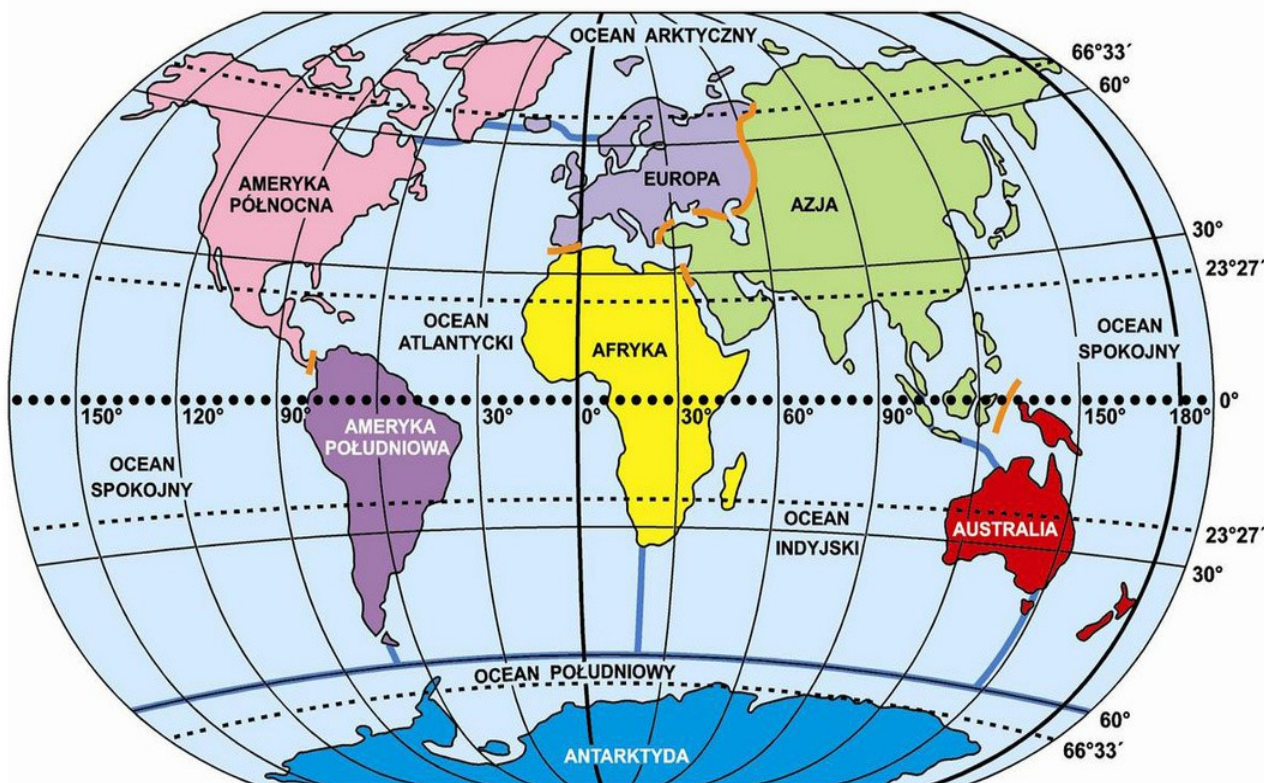 OCEAN ARKTYCZNY
66°33´
60°
AMERYKA
PÓŁNOCNA
EUROPA
AZJA
30°
23°27´
OCEAN
ATLANTYCKI
AFRYKA
OCEAN
SPOKOJNY
150°
120°
90°
30°
0°
30°
60°
90°
150°
180°
0°
AMERYKA
POŁUDNIOWA
OCEAN
SPOKOJNY
OCEAN
INDYJSKI
AUSTRALIA
23°27´
30°
OCEAN POŁUDNIOWY
60°
66°33´
ANTARKTYDA